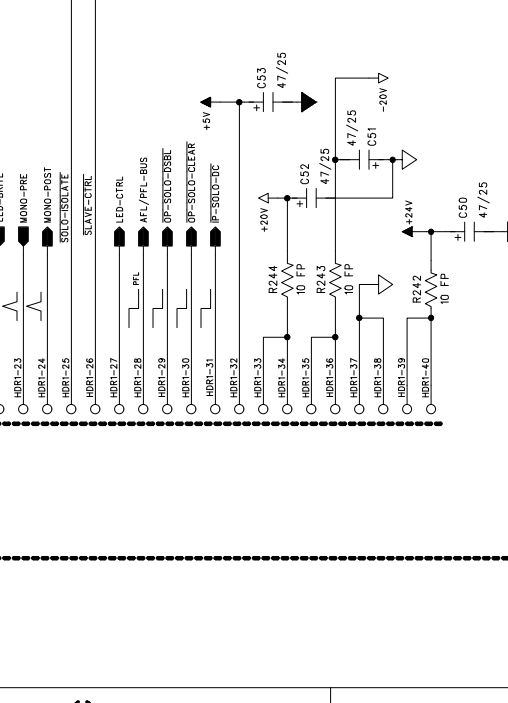 MONO-PRE
MONO-POST
SOLO-ISOLATE
SLAVE-CTRL
LED-CTRL
AFL/PFL-BUS
OP-SOLO-DSBL
OP-SOLO-CLEAR
IP-SOLO-DC
PFL
HDR1-23
HDR1-24
HDR1-25
HDR1-26
HDR1-27
HDR1-28
HDR1-29
HDR1-30
HDR1-31
HDR1-32
HDR1-33
HDR1-34
HDR1-35
HDR1-36
HDR1-37
HDR1-38
HDR1-39
HDR1-40
+5V
+
C53
47/25
+20V
+
C52
47/25
-20V
47/25
C51
+
+24V
+
C50
47/25
R244
10 FP
R243
10 FP
R242
10 FP